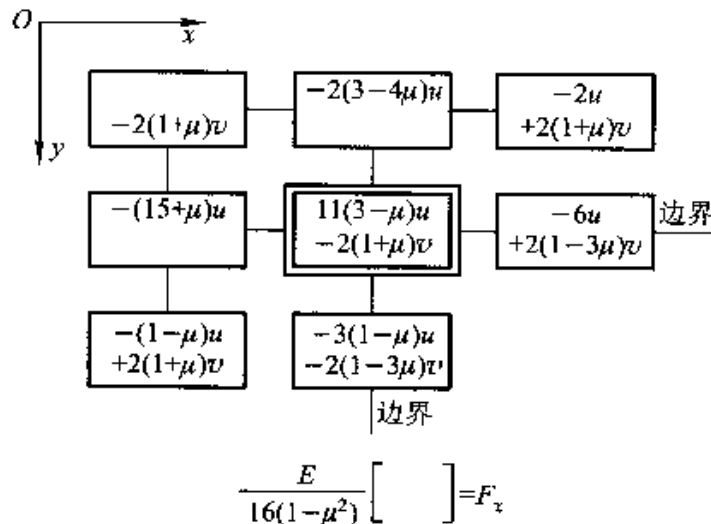 O
x
y
-2(1+μ)v
-2(3-4μ)u
-2u
+2(1+μ)v
-(15+μ)u
11(3-μ)u
-2(1+μ)v
-6u
+2(1-3μ)v
边界
-(1-μ)u
+2(1+μ)v
-3(1-μ)u
-2(1-3μ)v
边界
E/16(1-μ²) [ ]=Fₓ